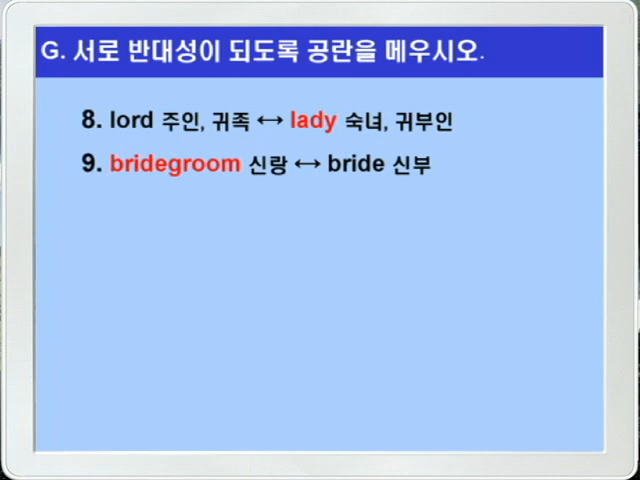 G. 서로 반대성이 되도록 공란을 메우시오.
8. lord 주인, 귀족 ↔ lady 숙녀, 귀부인
9. bridegroom 신랑 ↔ bride 신부